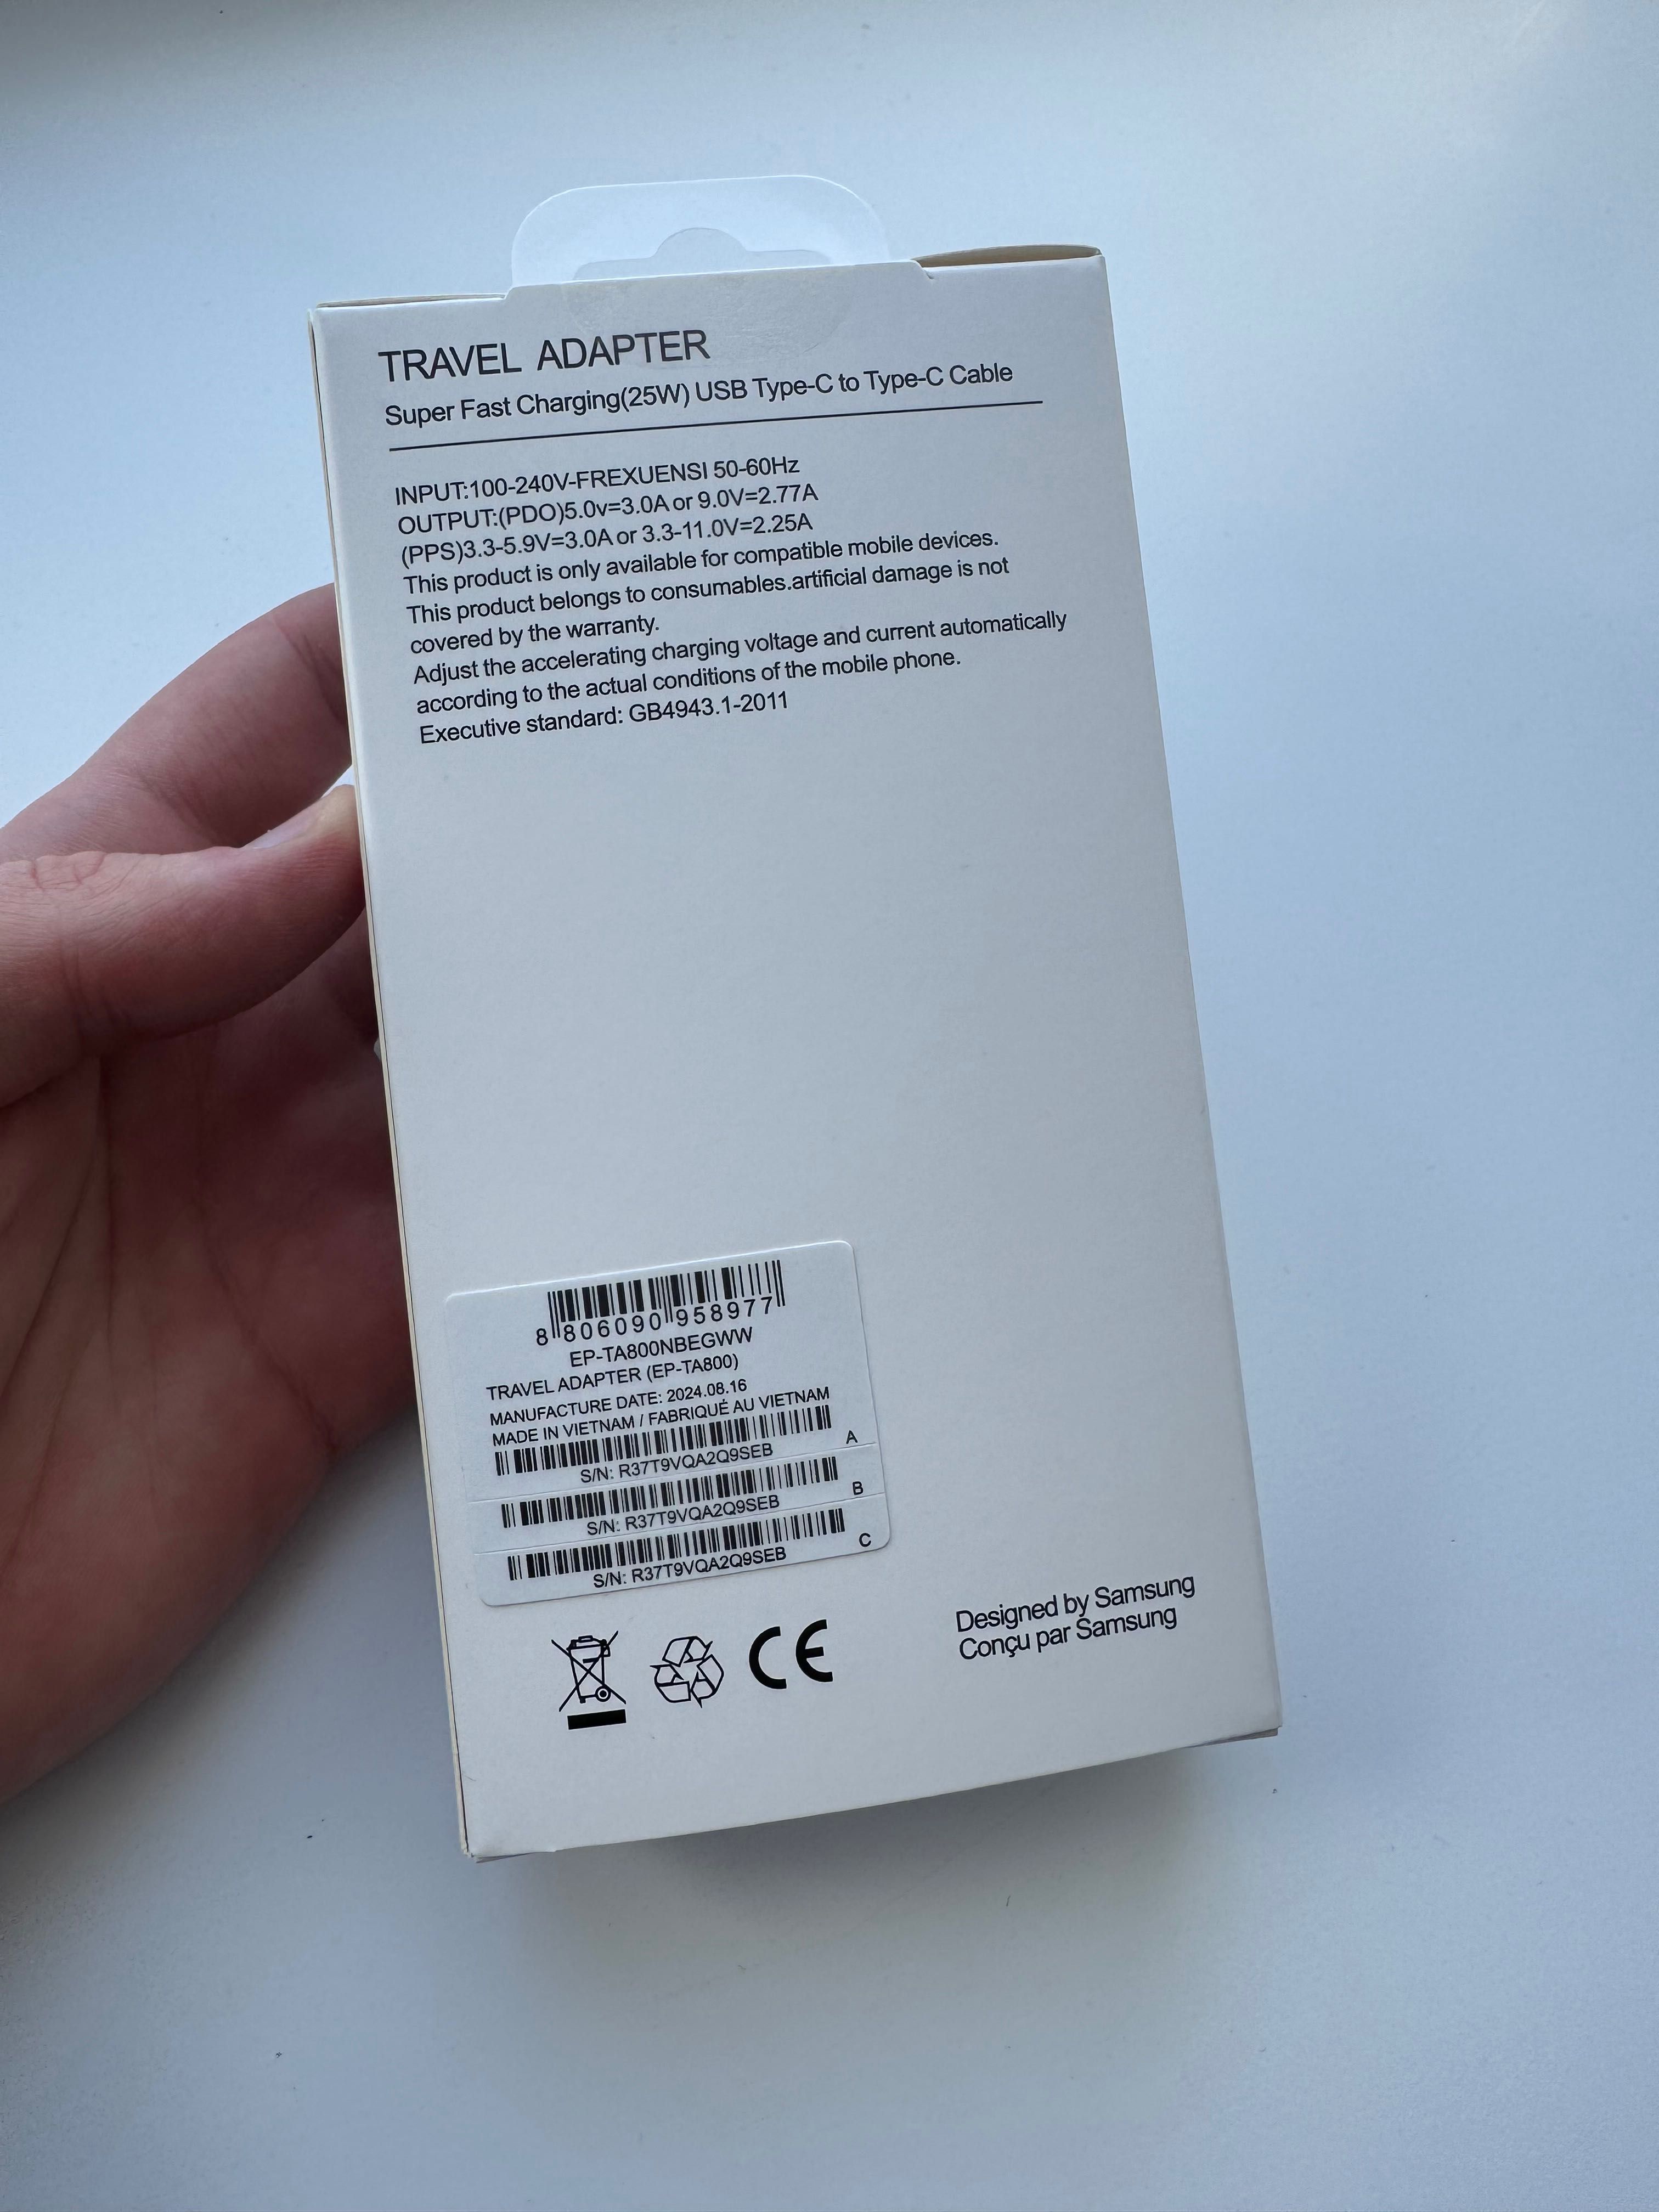 TRAVEL ADAPTER
Super Fast Charging(25W) USB Type-C to Type-C Cable
INPUT:100-240V-FREXUENSI 50-60Hz
OUTPUT:(PDO)5.0v=3.0A or 9.0V=2.77A
(PPS)3.3-5.9V=3.0A or 3.3-11.0V=2.25A
This product is only available for compatible mobile devices.
This product belongs to consumables.artificial damage is not
covered by the warranty.
Adjust the accelerating charging voltage and current automatically
according to the actual conditions of the mobile phone.
Executive standard: GB4943.1-2011
8 806090 958977
EP-TA800NBEGWW
TRAVEL ADAPTER (EP-TA800)
MANUFACTURE DATE: 2024.08.16
MADE IN VIETNAM / FABRIQUÉ AU VIETNAM
A
S/N: R37T9VQA2Q9SEB
B
S/N: R37T9VQA2Q9SEB
C
S/N: R37T9VQA2Q9SEB
CE
Designed by Samsung
Conçu par Samsung